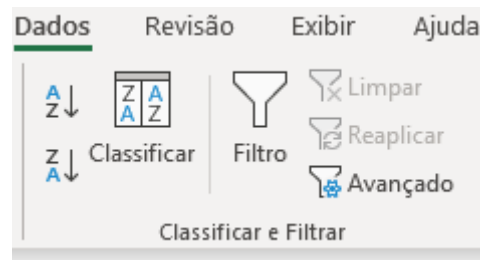 Dados Revisão Exibir Ajuda
A
Z
Z A
A Z
Z
A
Classificar
Filtro
Limpar
Reaplicar
Avançado
Classificar e Filtrar